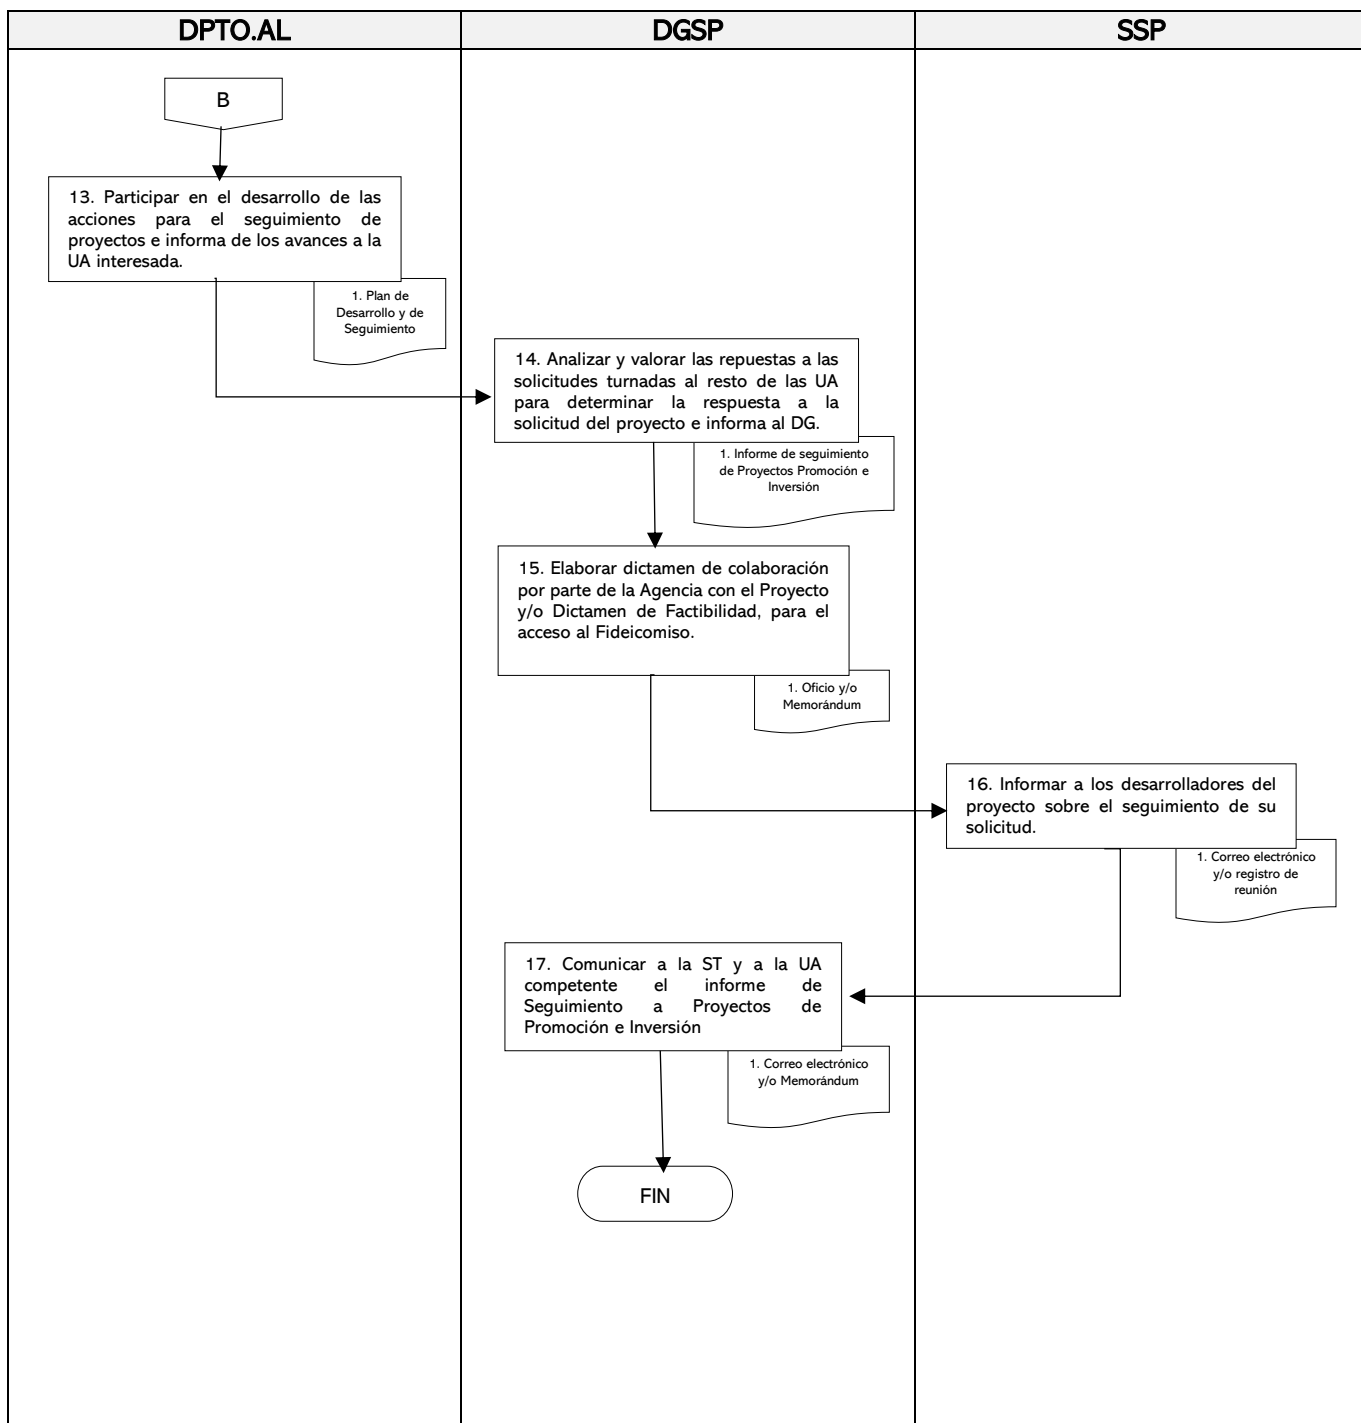 DPTO.AL
DGSP
SSP
B
13. Participar en el desarrollo de las
acciones para el seguimiento de
proyectos e informa de los avances a la
UA interesada.
1. Plan de
Desarrollo y de
Seguimiento
14. Analizar y valorar las repuestas a las
solicitudes turnadas al resto de las UA
para determinar la respuesta a la
solicitud del proyecto e informa al DG.
1. Informe de seguimiento
de Proyectos Promoción e
Inversión
15. Elaborar dictamen de colaboración
por parte de la Agencia con el Proyecto
y/o Dictamen de Factibilidad, para el
acceso al Fideicomiso.
1. Oficio y/o
Memorándum
16. Informar a los desarrolladores del
proyecto sobre el seguimiento de su
solicitud.
1. Correo electrónico
y/o registro de
reunión
17. Comunicar a la ST y a la UA
competente el informe de
Seguimiento a Proyectos de
Promoción e Inversión
1. Correo electrónico
y/o Memorándum
FIN